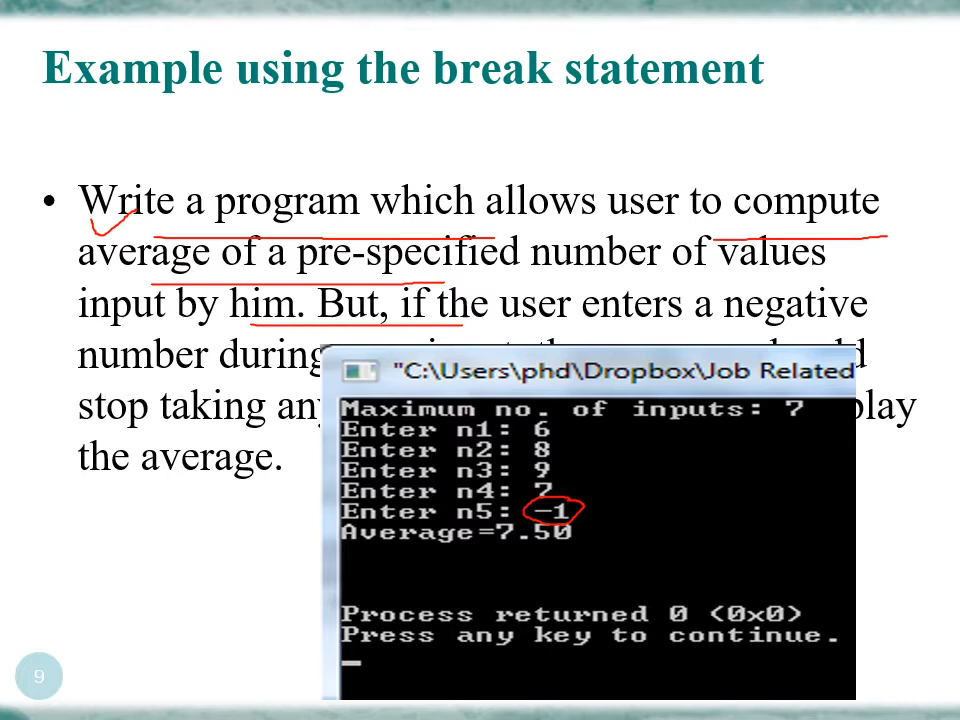 Example using the break statement
• Write a program which allows user to compute
average of a pre-specified number of values
input by him. But, if the user enters a negative
number during
stop taking any play
the average.
"C:\Users\phd\Dropbox\Job Related
Maximum no. of inputs: 7
Enter n1: 6
Enter n2: 8
Enter n3: 9
Enter n4: 7
Enter n5: -1
Average=7.50
Process returned 0 (0x0)
Press any key to continue.
9